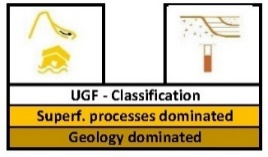 UGF - Classification
Superf. processes dominated
Geology dominated